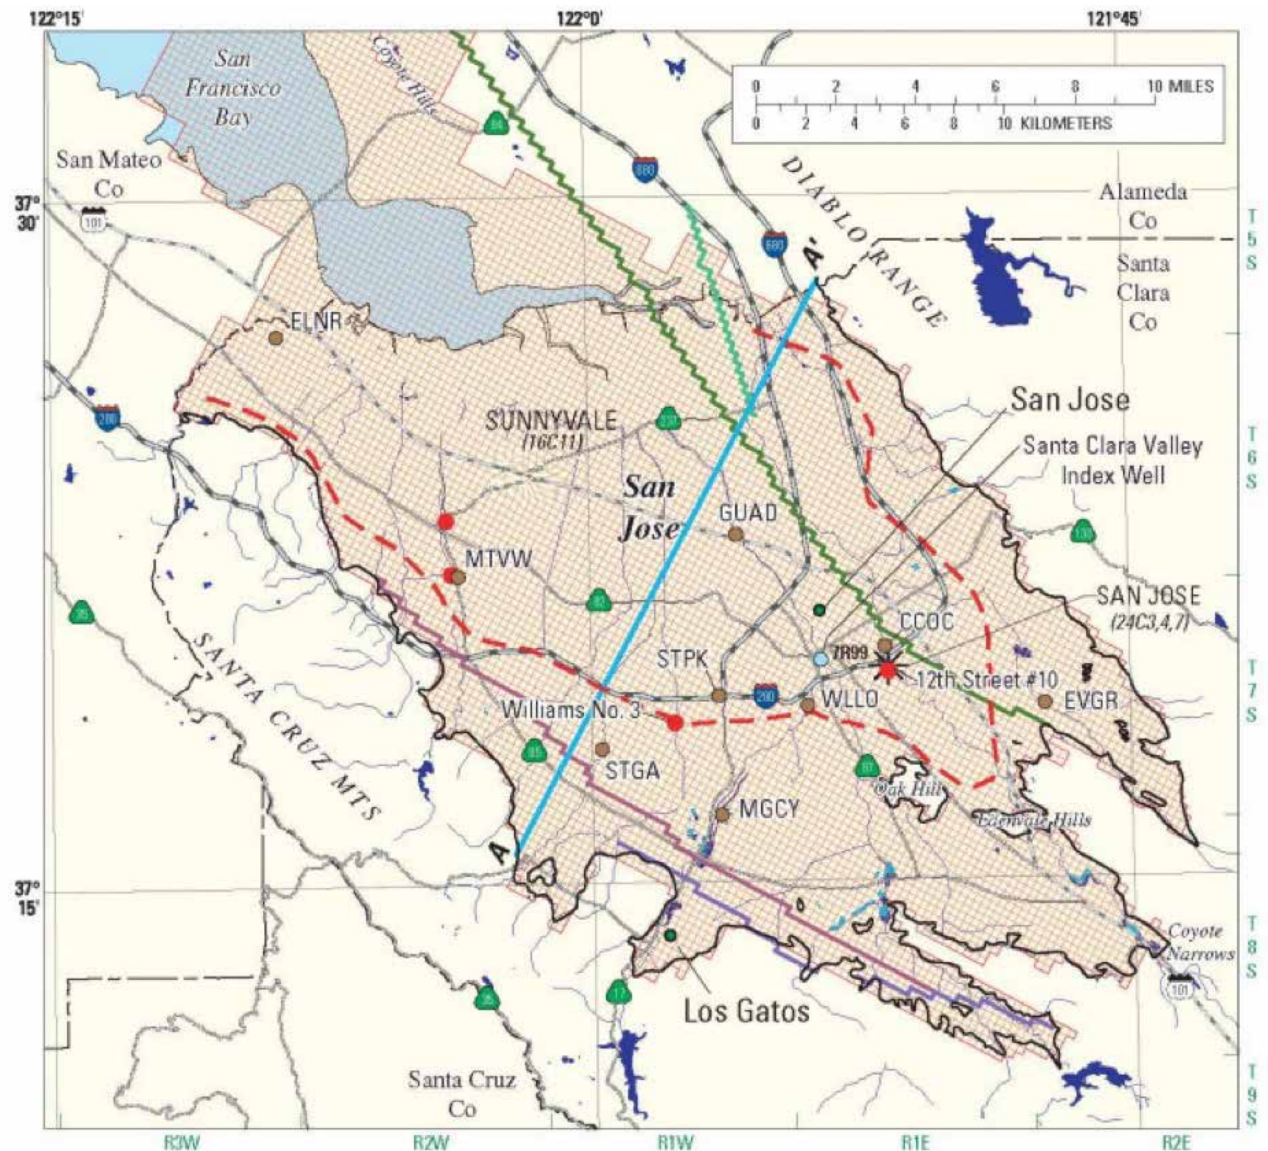 122°15'
122°0'
121°45'
San
Francisco
Bay
Coyote Hills
84
0 2 4 6 8 10 MILES
0 2 4 6 8 10 KILOMETERS
880
San Mateo
Co
DIABLO RANGE
Alameda
Co
37°
30'
101
T
5
S
680
A'
Santa
Clara
Co
ELNR
280
SUNNYVALE
(16C11)
237
San Jose
Santa Clara Valley
Index Well
T
6
S
San
Jose
GUAD
130
MTVW
SAN JOSE
(24C3,4,7)
35
82
CCOC
SANTA CRUZ MTS
STPK
7R99
12th Street #10
T
7
S
280
WLLO
EVGR
Williams No. 3
85
STGA
87
Oak Hill
MGCY
Edenvale Hills
A
37°
15'
Coyote
Narrows
T
8
S
101
35
17
Los Gatos
Santa Cruz
Co
T
9
S
R3W
R2W
R1W
R1E
R2E